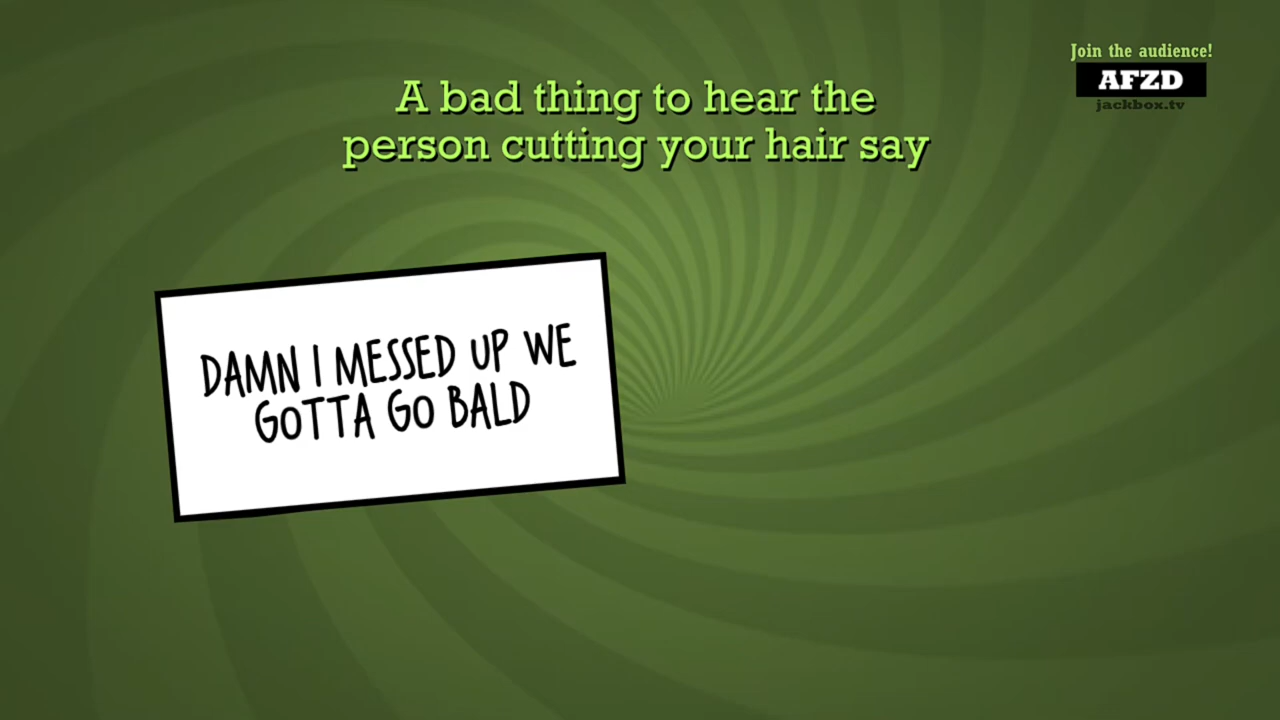 Join the audience!
AFZD
jackbox.tv
A bad thing to hear the
person cutting your hair say
DAMN I MESSED UP WE
GOTTA GO BALD